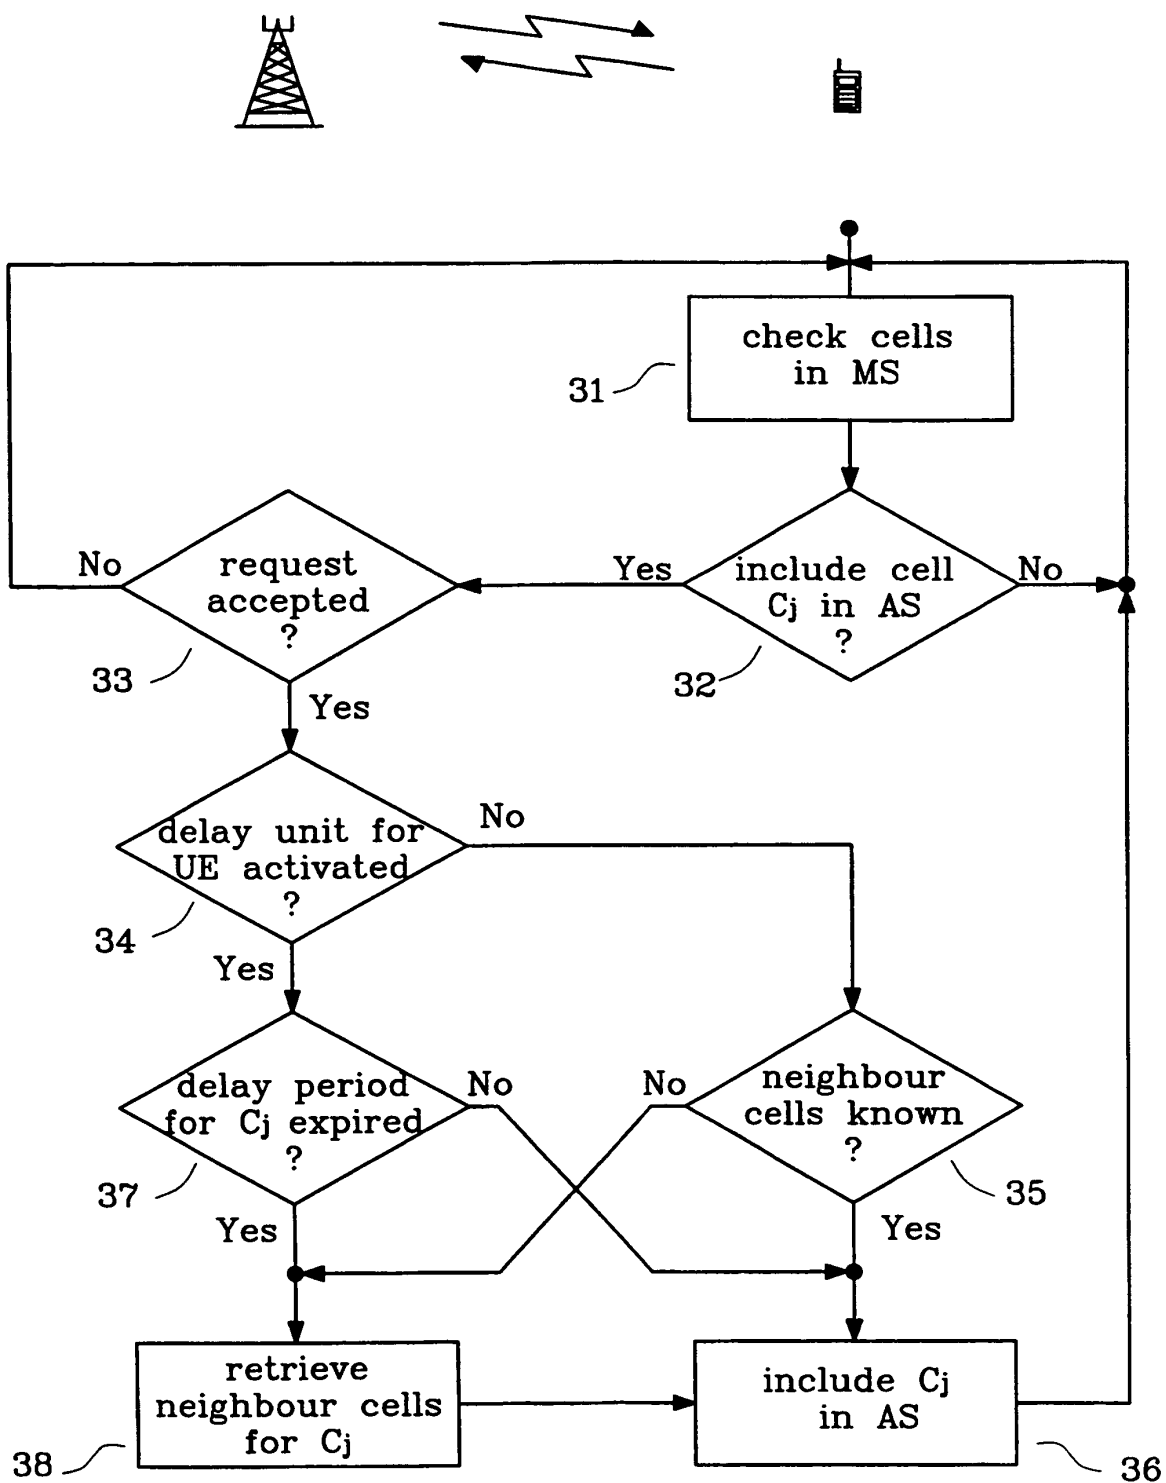 check cells
in MS
31
No
request
accepted
?
33
Yes
include cell
Cj in AS
?
No
32
Yes
delay unit for
UE activated
?
No
34
Yes
delay period
for Cj expired
?
No
37
No
neighbour
cells known
?
35
Yes
Yes
retrieve
neighbour cells
for Cj
38
include Cj
in AS
36